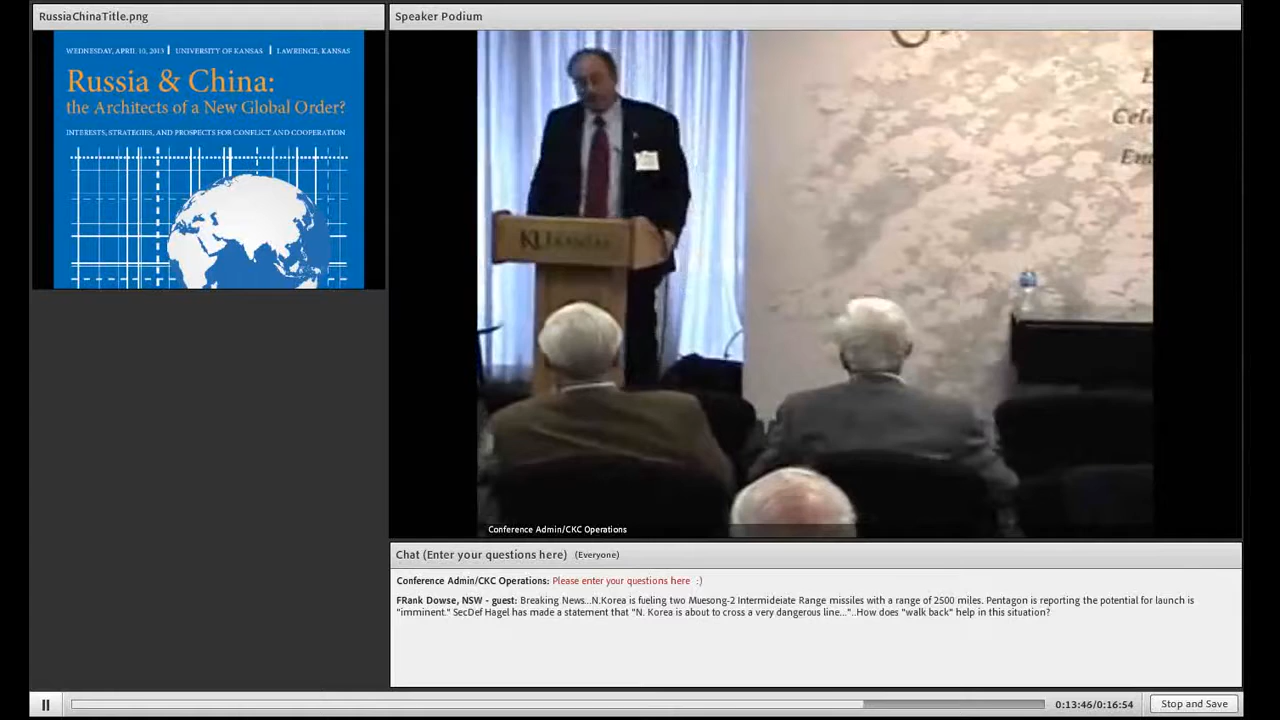 RussiaChinaTitle.png
WEDNESDAY, APRIL 10, 2013 | UNIVERSITY OF KANSAS | LAWRENCE, KANSAS
Russia & China:
the Architects of a New Global Order?
INTERESTS, STRATEGIES, AND PROSPECTS FOR CONFLICT AND COOPERATION
Speaker Podium
KU KANSAS
Conference Admin/CKC Operations
Chat (Enter your questions here) (Everyone)
Conference Admin/CKC Operations: Please enter your questions here :)
FRank Dowse, NSW - guest: Breaking News...N.Korea is fueling two Muesong-2 Intermideiate Range missiles with a range of 2500 miles. Pentagon is reporting the potential for launch is
"imminent." SecDef Hagel has made a statement that "N. Korea is about to cross a very dangerous line..."..How does "walk back" help in this situation?
0:13:46/0:16:54
Stop and Save